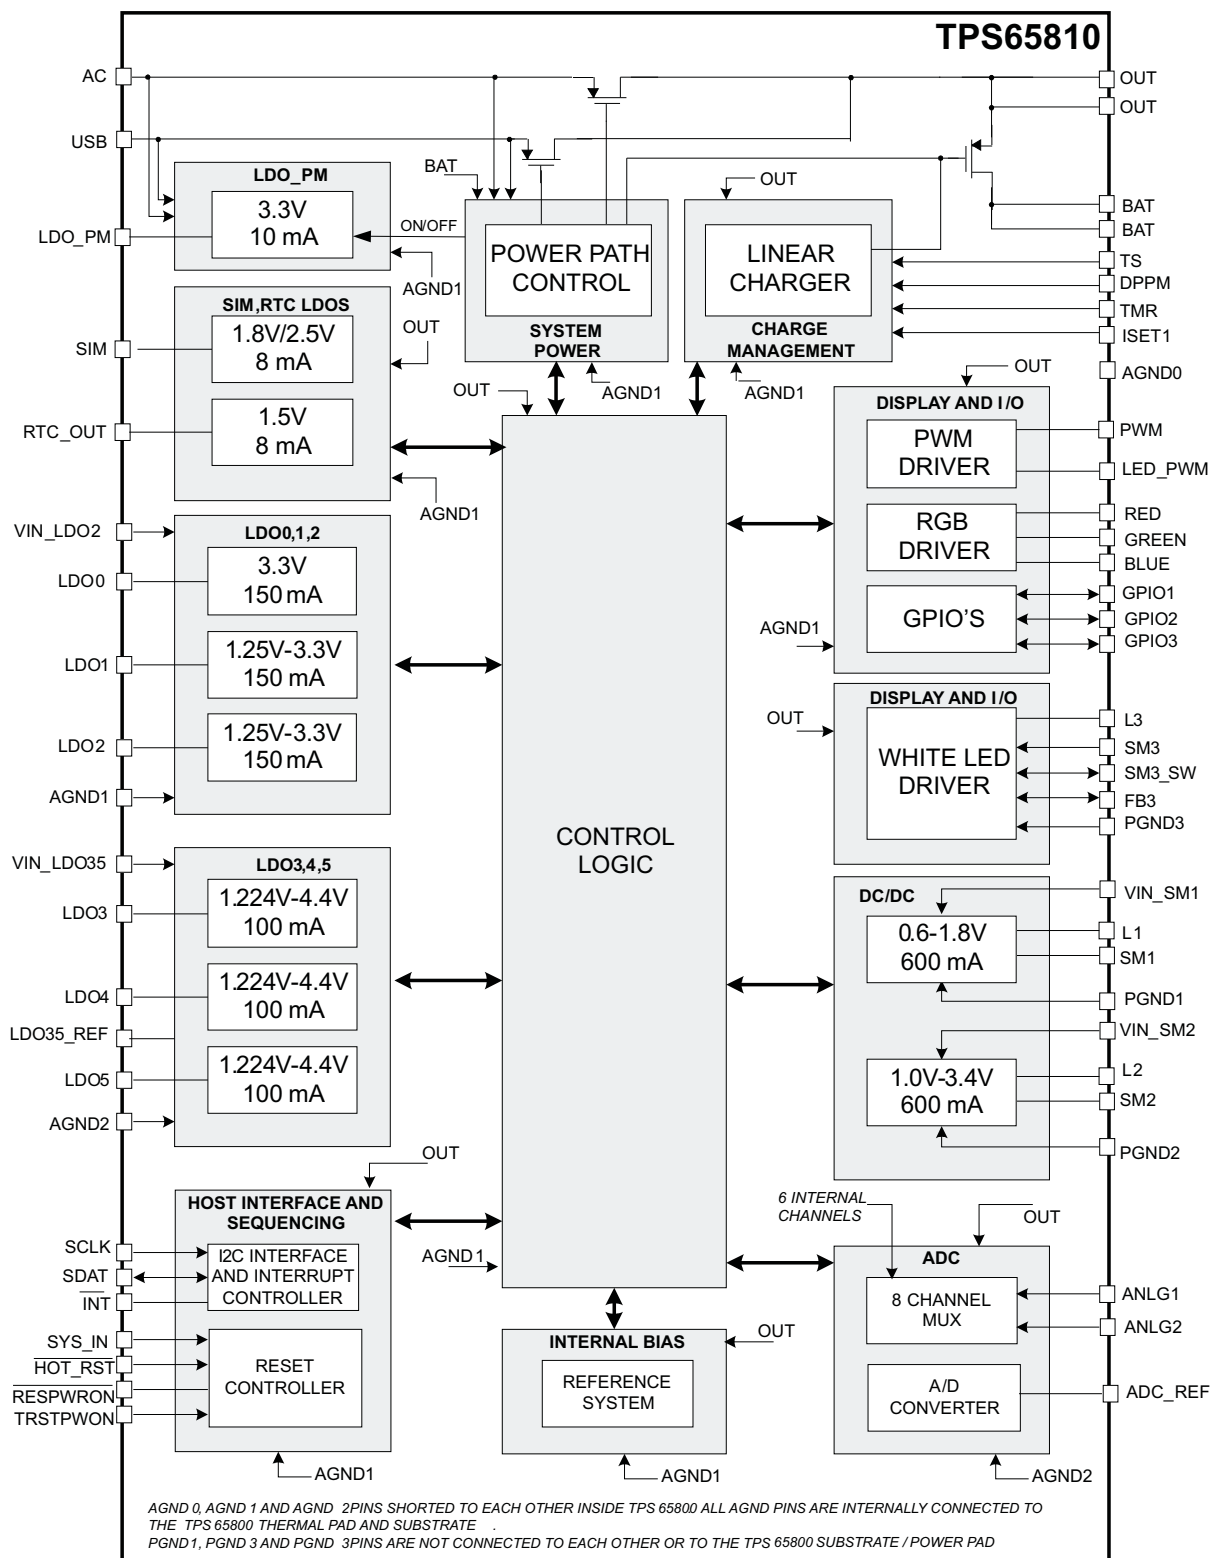 TPS65810
AC
USB
LDO_PM
SIM
RTC_OUT
VIN_LDO2
LDO0
LDO1
LDO2
AGND1
VIN_LDO35
LDO3
LDO4
LDO35_REF
LDO5
AGND2
SCLK
SDAT
INT
SYS_IN
HOT_RST
RESPWRON
TRSTPWON
LDO_PM
3.3V
10 mA
ON/OFF
AGND1
SIM,RTC LDOS
1.8V/2.5V
8 mA
1.5V
8 mA
OUT
AGND1
LDO0,1,2
3.3V
150 mA
1.25V-3.3V
150 mA
1.25V-3.3V
150 mA
LDO3,4,5
1.224V-4.4V
100 mA
1.224V-4.4V
100 mA
1.224V-4.4V
100 mA
OUT
HOST INTERFACE AND
SEQUENCING
I2C INTERFACE
AND INTERRUPT
CONTROLLER
RESET
CONTROLLER
AGND1
BAT
POWER PATH
CONTROL
SYSTEM
POWER
AGND1
OUT
LINEAR
CHARGER
CHARGE
MANAGEMENT
AGND1
OUT
CONTROL
LOGIC
AGND1
INTERNAL BIAS
REFERENCE
SYSTEM
OUT
AGND1
OUT
DISPLAY AND I/O
PWM
DRIVER
RGB
DRIVER
GPIO'S
AGND1
DISPLAY AND I/O
OUT
WHITE LED
DRIVER
DC/DC
0.6-1.8V
600 mA
1.0V-3.4V
600 mA
6 INTERNAL
CHANNELS
OUT
ADC
8 CHANNEL
MUX
A/D
CONVERTER
AGND2
OUT
OUT
BAT
BAT
TS
DPPM
TMR
ISET1
AGND0
PWM
LED_PWM
RED
GREEN
BLUE
GPIO1
GPIO2
GPIO3
L3
SM3
SM3_SW
FB3
PGND3
VIN_SM1
L1
SM1
PGND1
VIN_SM2
L2
SM2
PGND2
ANLG1
ANLG2
ADC_REF
AGND 0, AGND 1 AND AGND 2PINS SHORTED TO EACH OTHER INSIDE TPS 65800. ALL AGND PINS ARE INTERNALLY CONNECTED TO
THE TPS 65800 THERMAL PAD AND SUBSTRATE .
PGND1, PGND 3 AND PGND 3PINS ARE NOT CONNECTED TO EACH OTHER OR TO THE TPS 65800 SUBSTRATE / POWER PAD